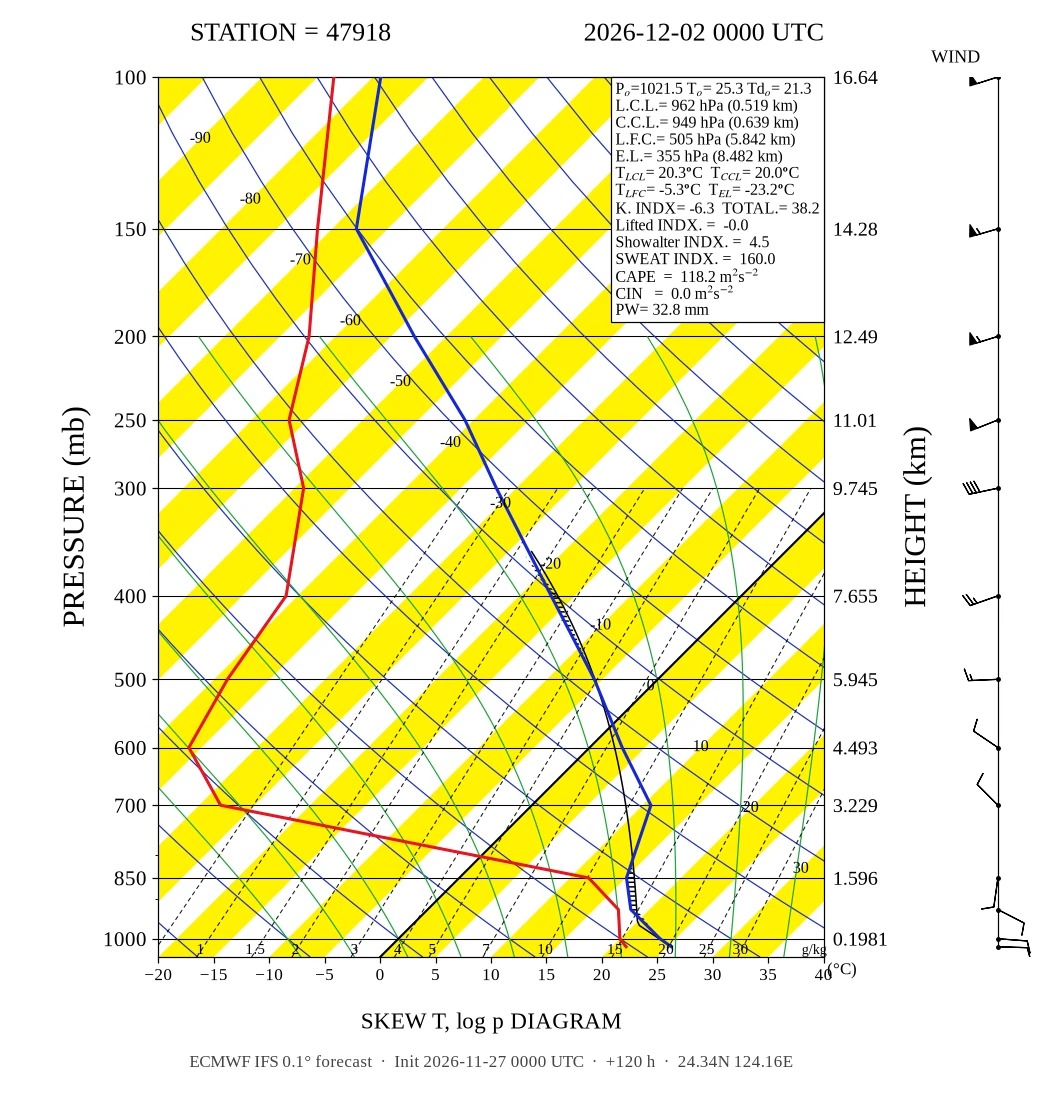 STATION = 47918 2026-12-02 0000 UTC
WIND
100 16.64
P₀=1021.5 T₀= 25.3 Td₀= 21.3
L.C.L.= 962 hPa (0.519 km)
C.C.L.= 949 hPa (0.639 km)
L.F.C.= 505 hPa (5.842 km)
E.L.= 355 hPa (8.482 km)
T_LCL= 20.3°C T_CCL= 20.0°C
T_LFC= -5.3°C T_EL= -23.2°C
K. INDX= -6.3 TOTAL.= 38.2
Lifted INDX. = -0.0
Showalter INDX. = 4.5
SWEAT INDX. = 160.0
CAPE = 118.2 m²s⁻²
CIN = 0.0 m²s⁻²
PW= 32.8 mm
-90
-80
150 14.28
-70
-60
200 12.49
-50
250 11.01
-40
300 9.745
-30
-20
400 7.655
-10
500 5.945
0
600 10 4.493
700 20 3.229
850 30 1.596
1000 0.1981
1 1.5 2 3 4 5 7 10 15 20 25 30 g/kg
−20 −15 −10 −5 0 5 10 15 20 25 30 35 40 (°C)
PRESSURE (mb)
HEIGHT (km)
SKEW T, log p DIAGRAM
ECMWF IFS 0.1° forecast · Init 2026-11-27 0000 UTC · +120 h · 24.34N 124.16E